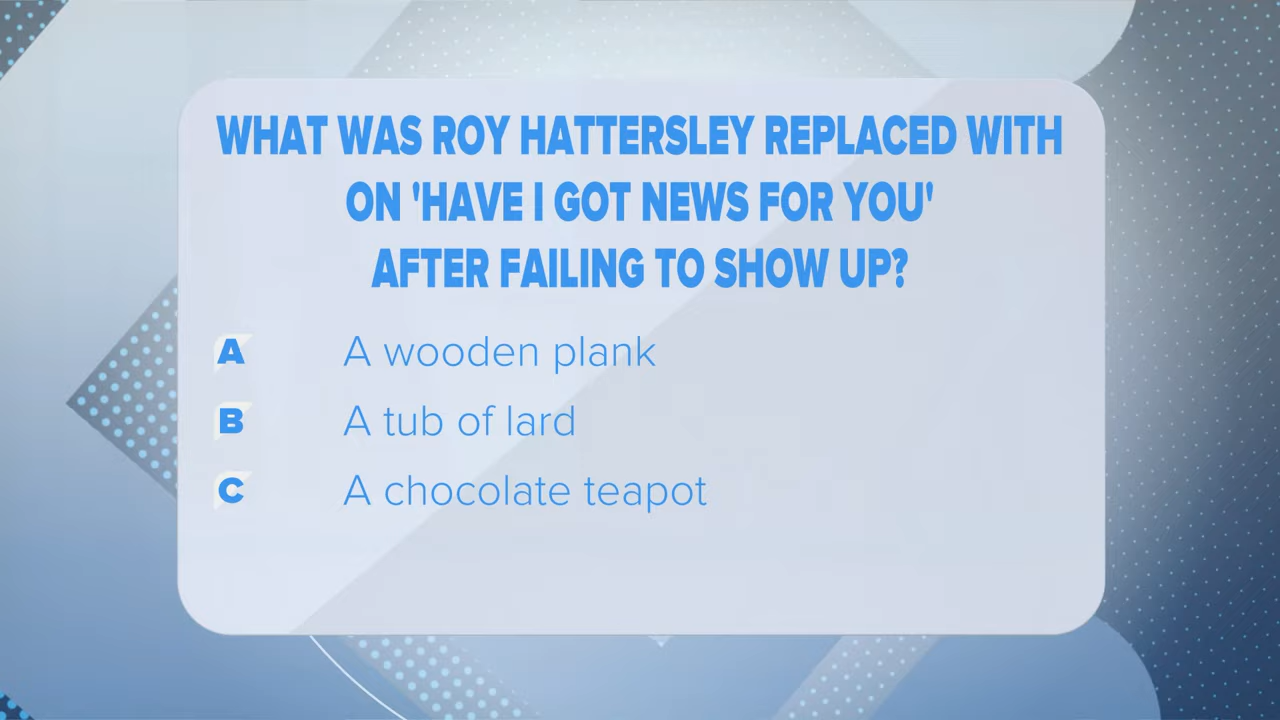 WHAT WAS ROY HATTERSLEY REPLACED WITH
ON 'HAVE I GOT NEWS FOR YOU'
AFTER FAILING TO SHOW UP?
A A wooden plank
B A tub of lard
C A chocolate teapot